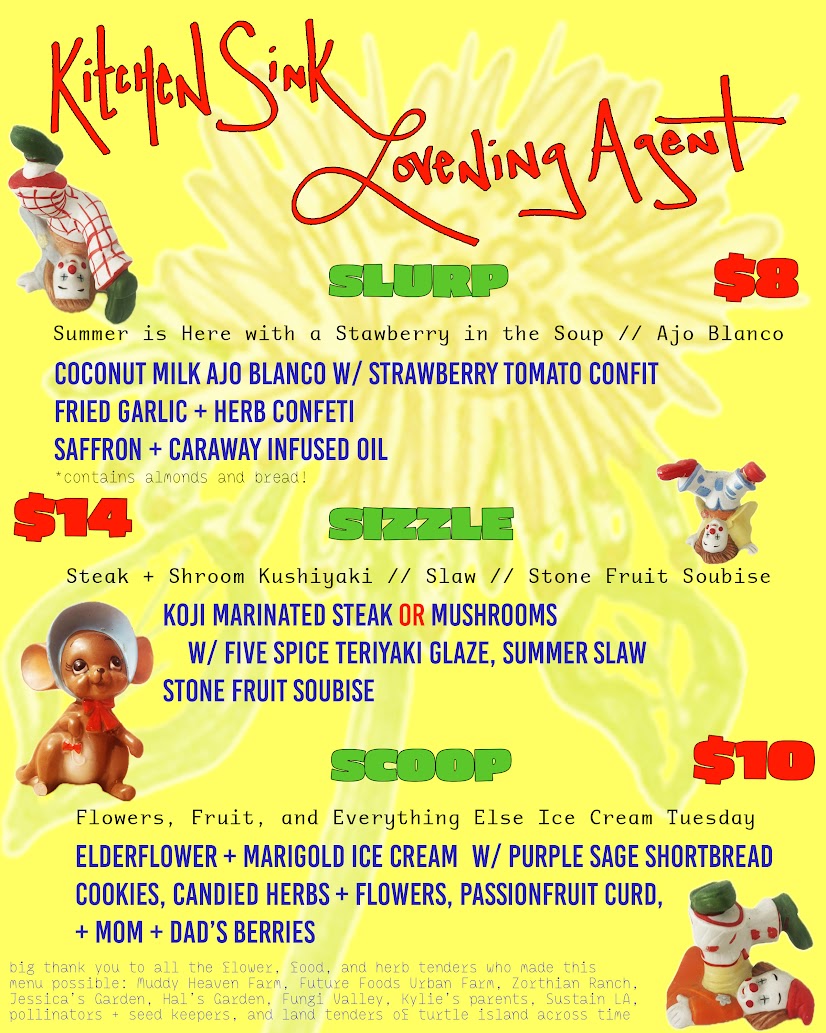 Kitchen Sink
Lovening Agent
SLURP
$8
Summer is Here with a Stawberry in the Soup // Ajo Blanco
COCONUT MILK AJO BLANCO W/ STRAWBERRY TOMATO CONFIT
FRIED GARLIC + HERB CONFETI
SAFFRON + CARAWAY INFUSED OIL
*contains almonds and bread!
$14
SIZZLE
Steak + Shroom Kushiyaki // Slaw // Stone Fruit Soubise
KOJI MARINATED STEAK OR MUSHROOMS
W/ FIVE SPICE TERIYAKI GLAZE, SUMMER SLAW
STONE FRUIT SOUBISE
SCOOP
$10
Flowers, Fruit, and Everything Else Ice Cream Tuesday
ELDERFLOWER + MARIGOLD ICE CREAM W/ PURPLE SAGE SHORTBREAD
COOKIES, CANDIED HERBS + FLOWERS, PASSIONFRUIT CURD,
+ MOM + DAD'S BERRIES
big thank you to all the flower, food, and herb tenders who made this
menu possible: Muddy Heaven Farm, Future Foods Urban Farm, Zorthian Ranch,
Jessica's Garden, Hal's Garden, Fungi Valley, Kylie's parents, Sustain LA,
pollinators + seed keepers, and land tenders of turtle island across time